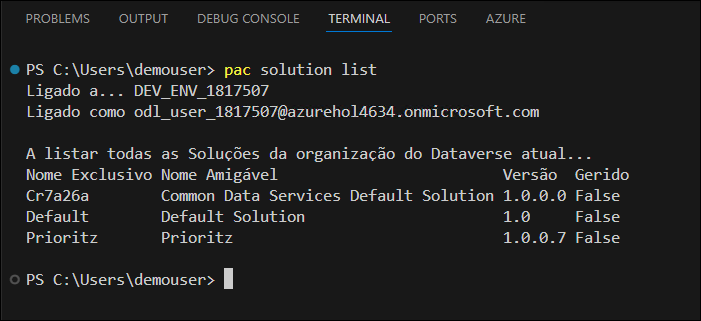 PROBLEMS OUTPUT DEBUG CONSOLE TERMINAL PORTS AZURE
PS C:\Users\demouser> pac solution list
Ligado a... DEV_ENV_1817507
Ligado como odl_user_1817507@azurehol4634.onmicrosoft.com
A listar todas as Soluções da organização do Dataverse atual...
Nome Exclusivo Nome Amigável Versão Gerido
Cr7a26a Common Data Services Default Solution 1.0.0.0 False
Default Default Solution 1.0 False
Prioritz Prioritz 1.0.0.7 False
PS C:\Users\demouser>